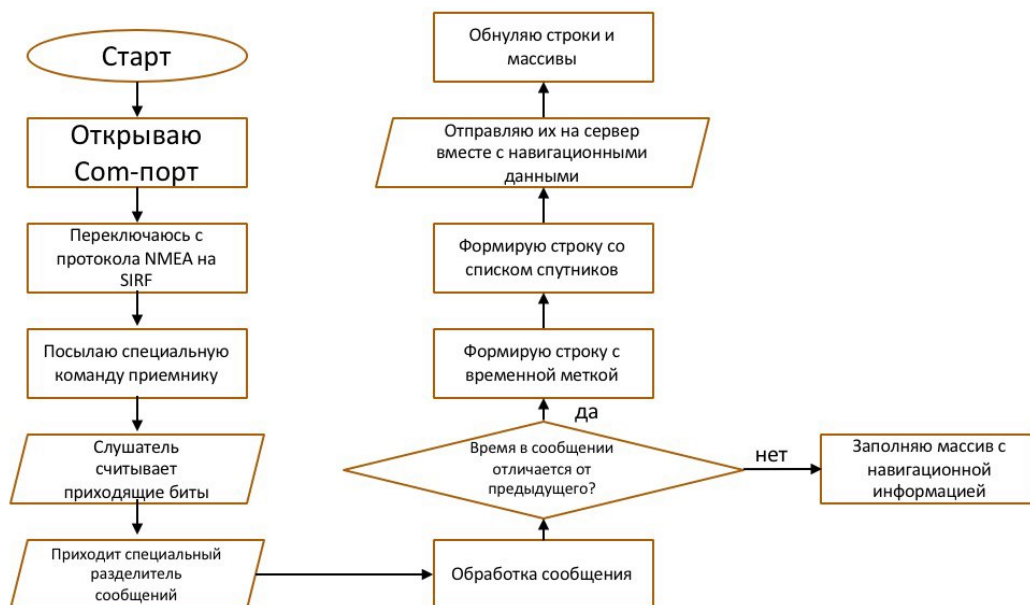 Старт
Открываю
Com-порт
Переключаюсь с
протокола NMEA на
SIRF
Посылаю специальную
команду приемнику
Слушатель
считывает
приходящие биты
Приходит специальный
разделитель
сообщений
Обработка сообщения
Время в сообщении
отличается от
предыдущего?
да
нет
Заполняю массив с
навигационной
информацией
Формирую строку с
временной меткой
Формирую строку со
списком спутников
Отправляю их на сервер
вместе с навигационными
данными
Обнуляю строки и
массивы